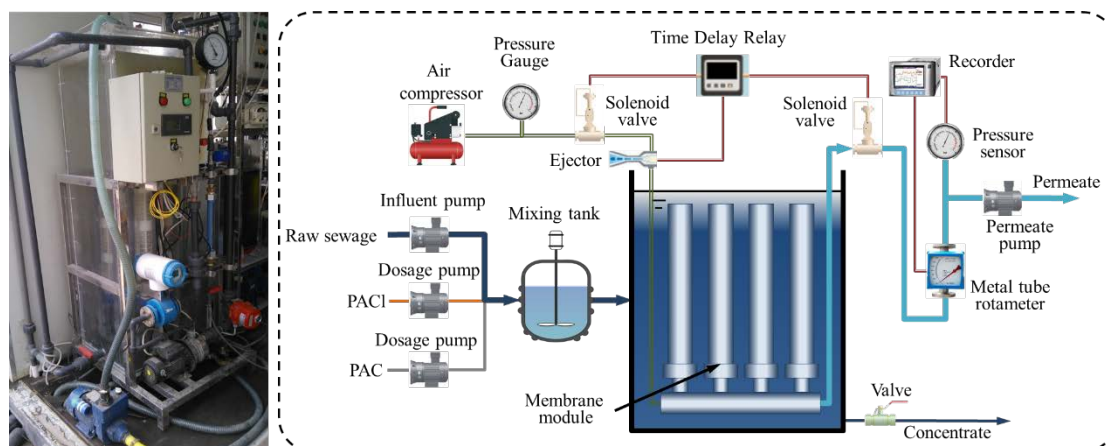 Time Delay Relay
Pressure
Gauge
Recorder
Air
compressor
Solenoid
valve
Solenoid
valve
Pressure
sensor
Ejector
Influent pump
Mixing tank
Permeate
Raw sewage
Permeate
pump
Dosage pump
PACl
Metal tube
rotameter
Dosage pump
PAC
Membrane
module
Valve
Concentrate